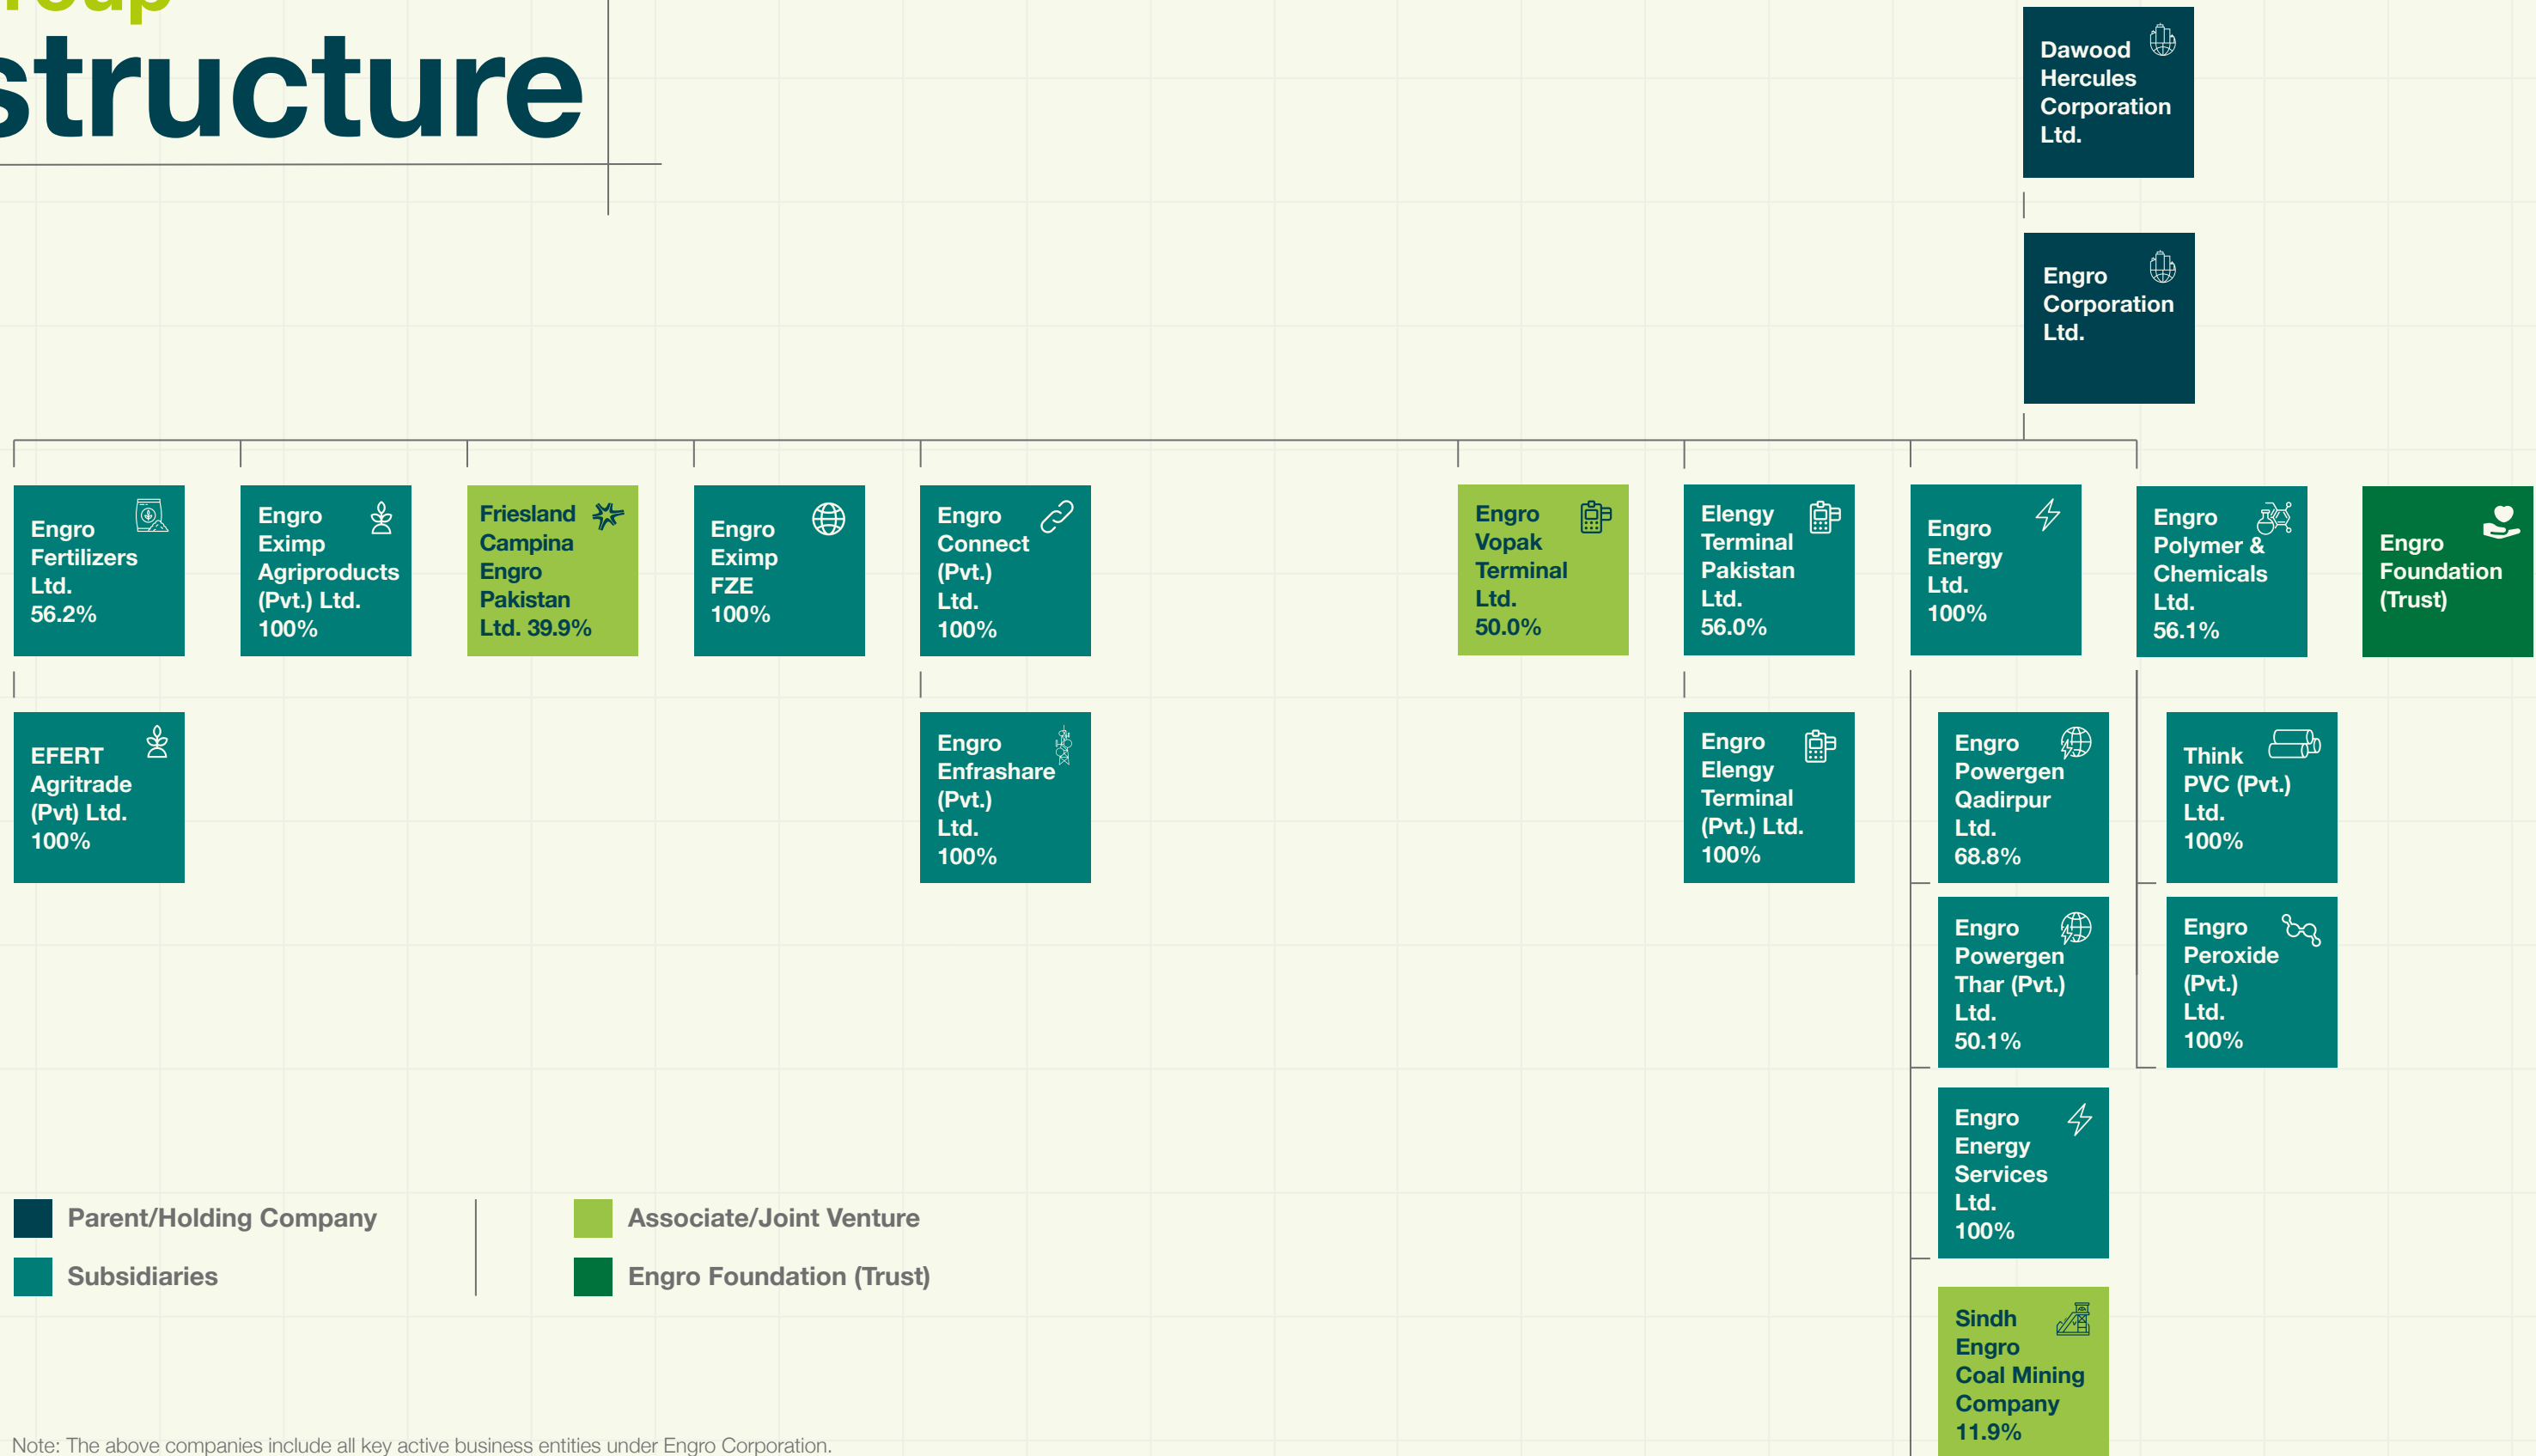 structure
Dawood
Hercules
Corporation
Ltd.
Engro
Corporation
Ltd.
Engro
Fertilizers
Ltd.
56.2%
Engro
Eximp
Agriproducts
(Pvt.) Ltd.
100%
Friesland
Campina
Engro
Pakistan
Ltd. 39.9%
Engro
Eximp
FZE
100%
Engro
Connect
(Pvt.)
Ltd.
100%
Engro
Vopak
Terminal
Ltd.
50.0%
Elengy
Terminal
Pakistan
Ltd.
56.0%
Engro
Energy
Ltd.
100%
Engro
Polymer &
Chemicals
Ltd.
56.1%
Engro
Foundation
(Trust)
EFERT
Agritrade
(Pvt) Ltd.
100%
Engro
Enfrashare
(Pvt.)
Ltd.
100%
Engro
Elengy
Terminal
(Pvt.) Ltd.
100%
Engro
Powergen
Qadirpur
Ltd.
68.8%
Think
PVC (Pvt.)
Ltd.
100%
Engro
Powergen
Thar (Pvt.)
Ltd.
50.1%
Engro
Peroxide
(Pvt.)
Ltd.
100%
Engro
Energy
Services
Ltd.
100%
Sindh
Engro
Coal Mining
Company
11.9%
Parent/Holding Company
Subsidiaries
Associate/Joint Venture
Engro Foundation (Trust)
Note: The above companies include all key active business entities under Engro Corporation.